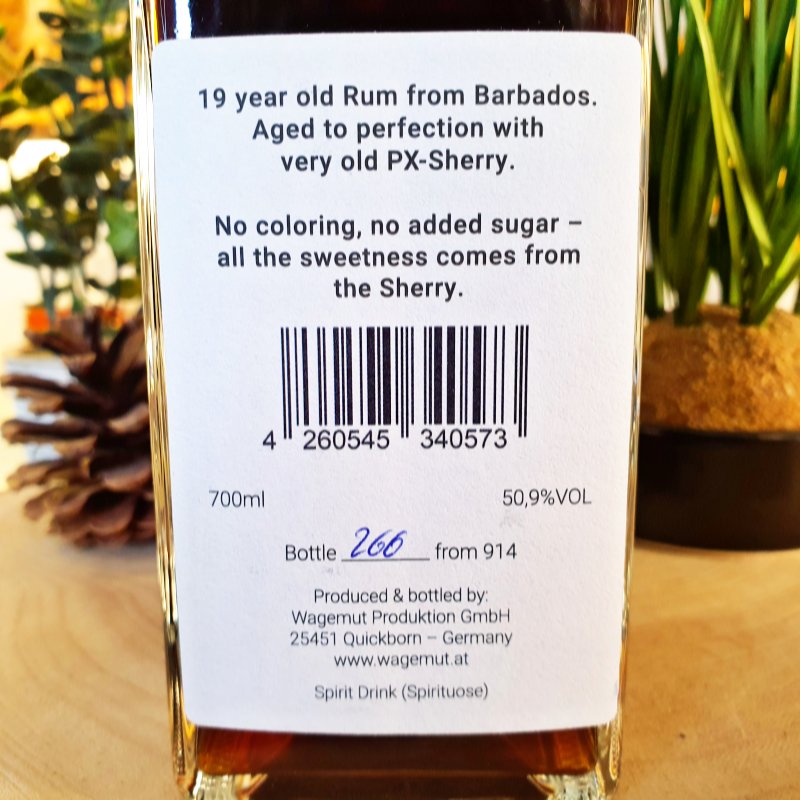 19 year old Rum from Barbados.
Aged to perfection with
very old PX-Sherry.
No coloring, no added sugar –
all the sweetness comes from
the Sherry.
4 260545 340573
700ml 50,9%VOL
Bottle 266 from 914
Produced & bottled by:
Wagemut Produktion GmbH
25451 Quickborn – Germany
www.wagemut.at
Spirit Drink (Spirituose)